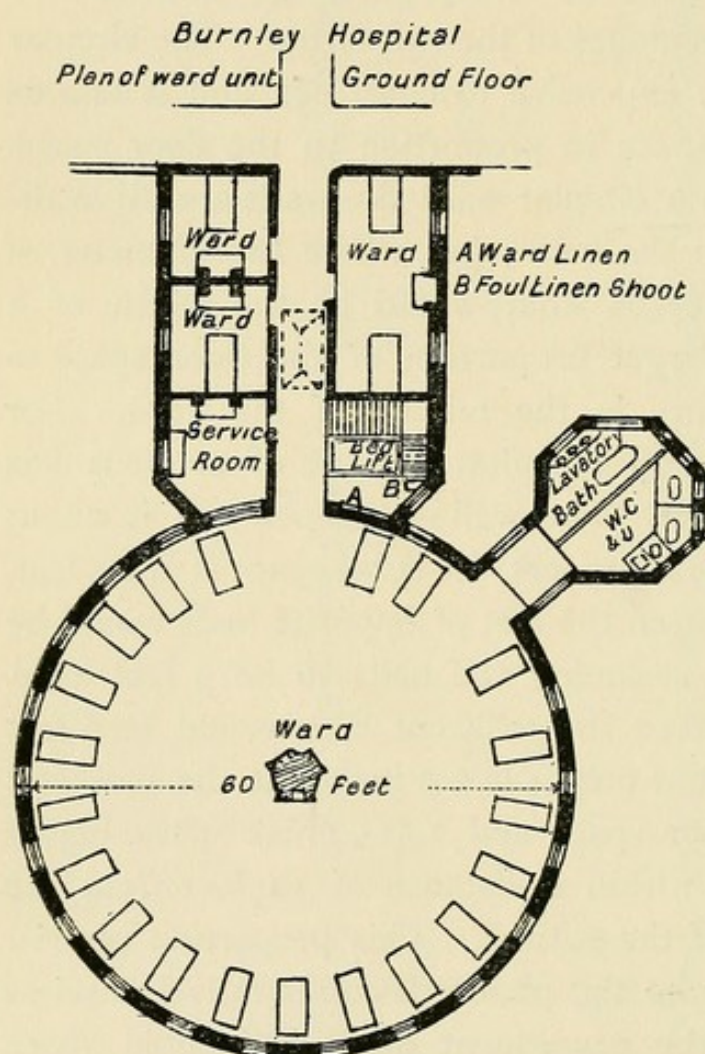 Burnley Hospital
Plan of ward unit Ground Floor
Ward
Ward
A Ward Linen
B Foul Linen Shoot
Ward
Service
Room
Bed
Lift
A
B
Lavatory
Bath
W.C
& U
Ward
60 Feet